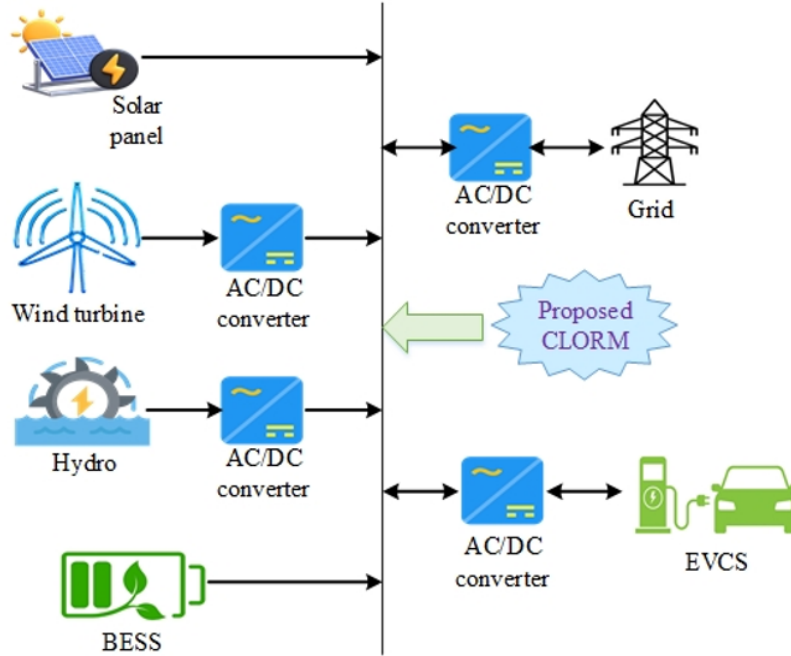 Solar
panel
AC/DC
converter
Grid
Wind turbine
AC/DC
converter
Proposed
CLORM
Hydro
AC/DC
converter
AC/DC
converter
EVCS
BESS